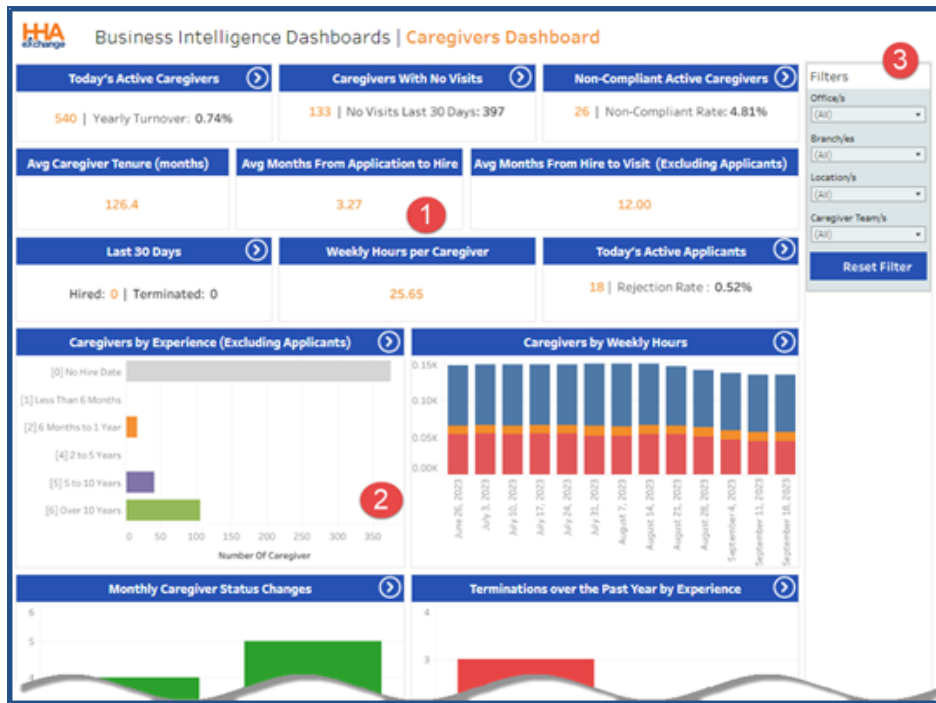 HHA
eXchange
Business Intelligence Dashboards | Caregivers Dashboard
Today's Active Caregivers
540 | Yearly Turnover: 0.74%
Caregivers With No Visits
133 | No Visits Last 30 Days: 397
Non-Compliant Active Caregivers
26 | Non-Compliant Rate: 4.81%
3
Filters
Office/s
(All)
Branch/es
(All)
Location/s
(All)
Caregiver Team/s
(All)
Reset Filter
Avg Caregiver Tenure (months)
126.4
Avg Months From Application to Hire
3.27
Avg Months From Hire to Visit (Excluding Applicants)
12.00
1
Last 30 Days
Hired: 0 | Terminated: 0
Weekly Hours per Caregiver
25.65
Today's Active Applicants
18 | Rejection Rate : 0.52%
Caregivers by Experience (Excluding Applicants)
[0] No Hire Date
[1] Less Than 6 Months
[2] 6 Months to 1 Year
[4] 2 to 5 Years
[5] 5 to 10 Years
[6] Over 10 Years
0 50 100 150 200 250 300 350
Number Of Caregiver
2
Caregivers by Weekly Hours
0.15K
0.10K
0.05K
0.00K
June 26, 2023
July 3, 2023
July 10, 2023
July 17, 2023
July 24, 2023
July 31, 2023
August 7, 2023
August 14, 2023
August 21, 2023
August 28, 2023
September 4, 2023
September 11, 2023
September 18, 2023
Monthly Caregiver Status Changes
6
5
4
Terminations over the Past Year by Experience
4
3